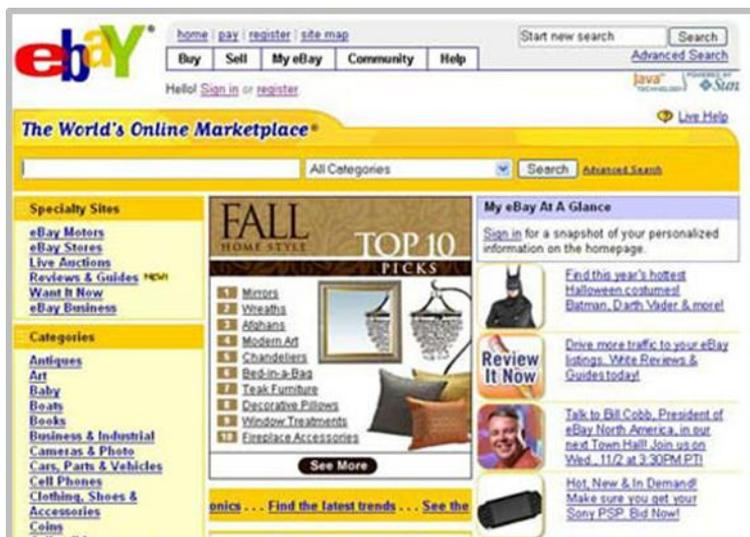 ebaY®
home | pay | register | site map
Start new search Search
Buy Sell My eBay Community Help
Advanced Search
Hello! Sign in or register.
Java™
TECHNOLOGY
POWERED BY
Sun
The World's Online Marketplace®
Live Help
All Categories Search Advanced Search
Specialty Sites
eBay Motors
eBay Stores
Live Auctions
Reviews & Guides NEW!
Want It Now
eBay Business
Categories
Antiques
Art
Baby
Boats
Books
Business & Industrial
Cameras & Photo
Cars, Parts & Vehicles
Cell Phones
Clothing, Shoes &
Accessories
Coins
FALL
HOME STYLE
TOP 10
PICKS
1 Mirrors
2 Wreaths
3 Afghans
4 Modern Art
5 Chandeliers
6 Bed-in-a-Bag
7 Teak Furniture
8 Decorative Pillows
9 Window Treatments
10 Fireplace Accessories
See More
onics . . . Find the latest trends . . . See the
My eBay At A Glance
Sign in for a snapshot of your personalized
information on the homepage.
Find this year's hottest
Halloween costumes!
Batman, Darth Vader & more!
Review
It Now
Drive more traffic to your eBay
listings. Write Reviews &
Guides today!
Talk to Bill Cobb, President of
eBay North America, in our
next Town Hall! Join us on
Wed., 11/2 at 3:30PM PT!
Hot, New & In Demand!
Make sure you get your
Sony PSP. Bid Now!